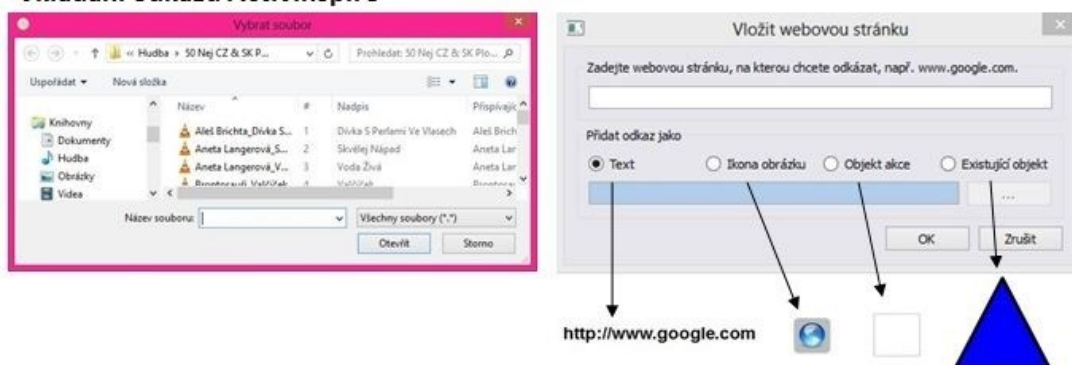 Vybrat soubor
« Hudba › 50 Nej CZ & SK P...
Prohledat: 50 Nej CZ & SK Plo...
Uspořádat
Nová složka
Název
#
Nadpis
Přispívajíc
Knihovny
Dokumenty
Hudba
Obrázky
Videa
Aleš Brichta_Dívka S...
1
Dívka S Perlami Ve Vlasech
Aleš Brich
Aneta Langerová_S...
2
Skvělej Nápad
Aneta Lar
Aneta Langerová_V...
3
Voda Živá
Aneta Lar
Název souboru:
Všechny soubory (*.*)
Otevřít
Storno
Vložit webovou stránku
Zadejte webovou stránku, na kterou chcete odkázat, např. www.google.com.
Přidat odkaz jako
Text
Ikona obrázku
Objekt akce
Existující objekt
...
OK
Zrušit
http://www.google.com